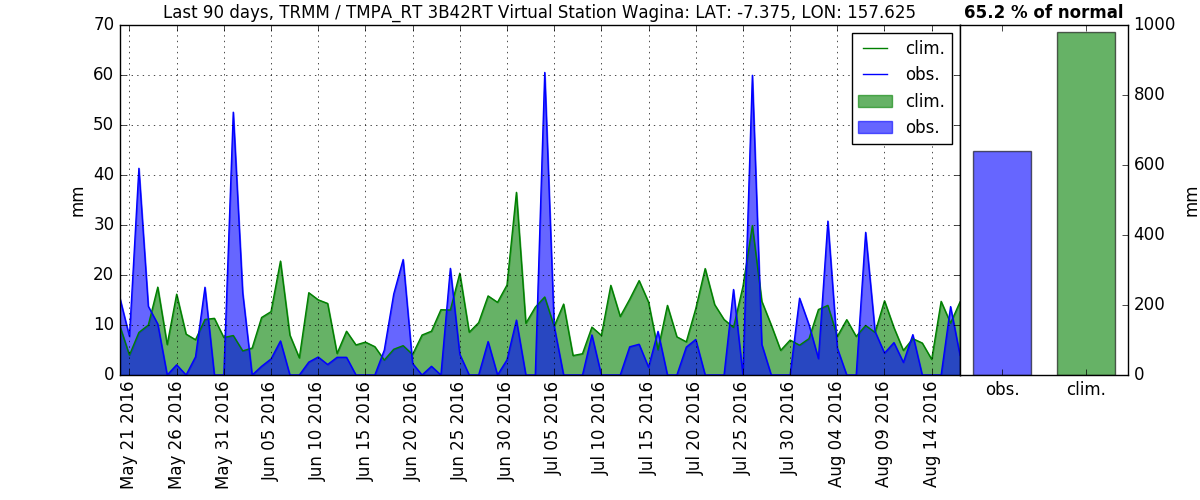 Last 90 days, TRMM / TMPA_RT 3B42RT Virtual Station Wagina: LAT: -7.375, LON: 157.625
65.2 % of normal
70
60
50
40
30
20
10
0
mm
clim.
obs.
clim.
obs.
May 21 2016
May 26 2016
May 31 2016
Jun 05 2016
Jun 10 2016
Jun 15 2016
Jun 20 2016
Jun 25 2016
Jun 30 2016
Jul 05 2016
Jul 10 2016
Jul 15 2016
Jul 20 2016
Jul 25 2016
Jul 30 2016
Aug 04 2016
Aug 09 2016
Aug 14 2016
obs.
clim.
1000
800
600
400
200
0
mm